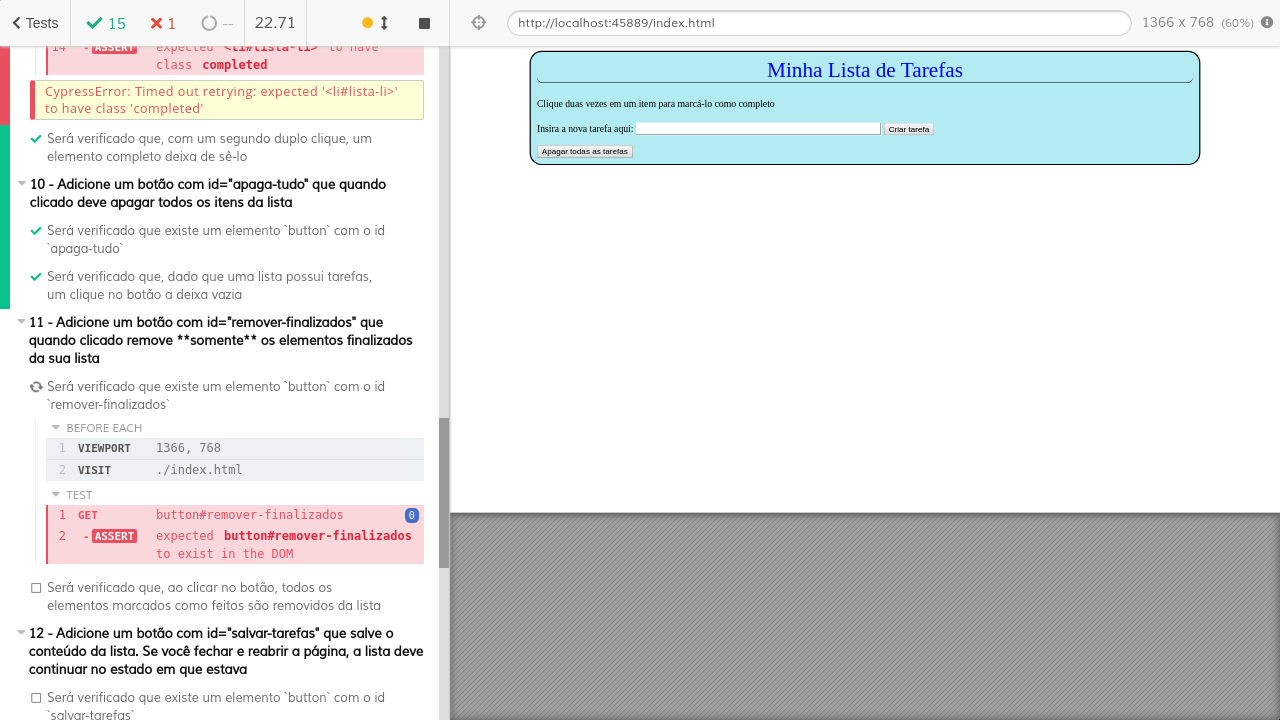 Tests 15 1 -- 22.71
14 -ASSERT expected <li#lista-li> to have
class completed
CypressError: Timed out retrying: expected '<li#lista-li>'
to have class 'completed'
Será verificado que, com um segundo duplo clique, um
elemento completo deixa de sê-lo
10 - Adicione um botão com id="apaga-tudo" que quando
clicado deve apagar todos os itens da lista
Será verificado que existe um elemento `button` com o id
`apaga-tudo`
Será verificado que, dado que uma lista possui tarefas,
um clique no botão a deixa vazia
11 - Adicione um botão com id="remover-finalizados" que
quando clicado remove **somente** os elementos finalizados
da sua lista
Será verificado que existe um elemento `button` com o id
`remover-finalizados`
BEFORE EACH
1 VIEWPORT 1366, 768
2 VISIT ./index.html
TEST
1 GET button#remover-finalizados 0
2 -ASSERT expected button#remover-finalizados
to exist in the DOM
Será verificado que, ao clicar no botão, todos os
elementos marcados como feitos são removidos da lista
12 - Adicione um botão com id="salvar-tarefas" que salve o
conteúdo da lista. Se você fechar e reabrir a página, a lista deve
continuar no estado em que estava
Será verificado que existe um elemento `button` com o id
`salvar-tarefas`
http://localhost:45889/index.html 1366 x 768 (60%)
Minha Lista de Tarefas
Clique duas vezes em um item para marcá-lo como completo
Insira a nova tarefa aqui: Criar tarefa
Apagar todas as tarefas